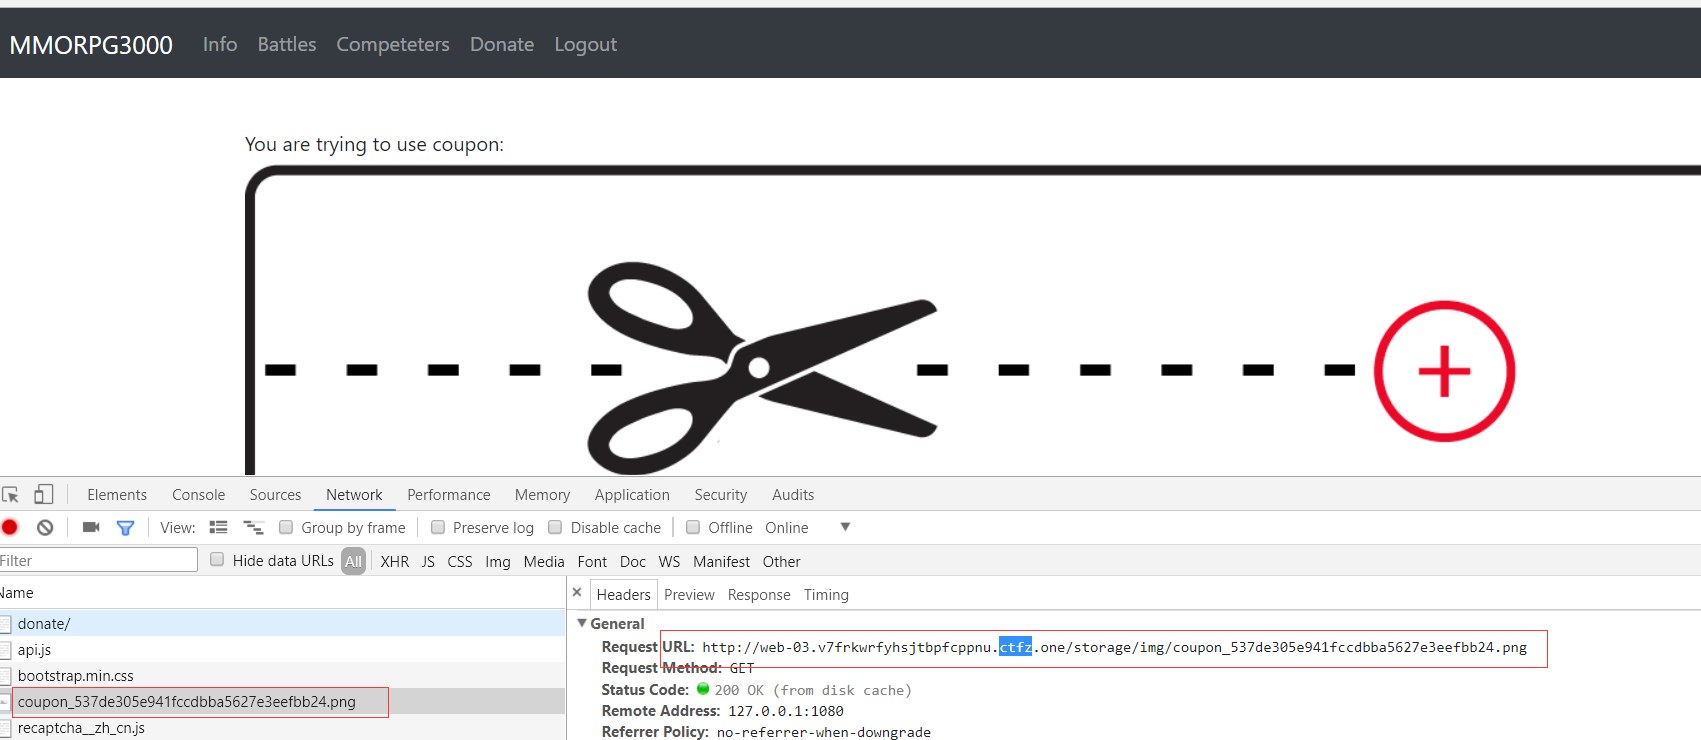 MMORPG3000 Info Battles Competeters Donate Logout
You are trying to use coupon:
Elements Console Sources Network Performance Memory Application Security Audits
View: Group by frame Preserve log Disable cache Offline Online
Filter Hide data URLs All XHR JS CSS Img Media Font Doc WS Manifest Other
Name
Headers Preview Response Timing
donate/
api.js
bootstrap.min.css
coupon_537de305e941fccdbba5627e3eefbb24.png
recaptcha__zh_cn.js
General
Request URL: http://web-03.v7frkwrfyhsjtbpfcppnu.ctfz.one/storage/img/coupon_537de305e941fccdbba5627e3eefbb24.png
Request Method: GET
Status Code: 200 OK (from disk cache)
Remote Address: 127.0.0.1:1080
Referrer Policy: no-referrer-when-downgrade